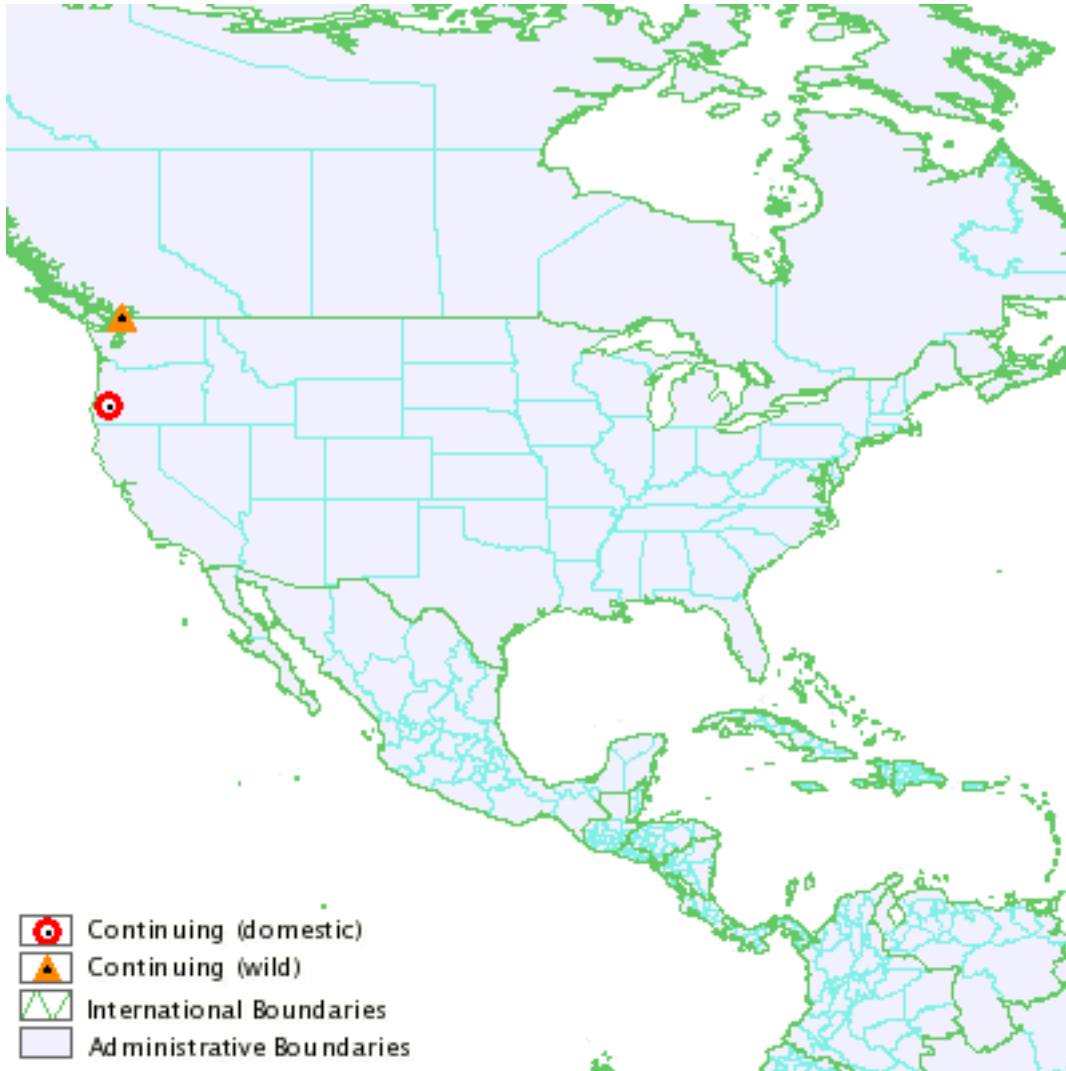 Continuing (domestic)
Continuing (wild)
International Boundaries
Administrative Boundaries